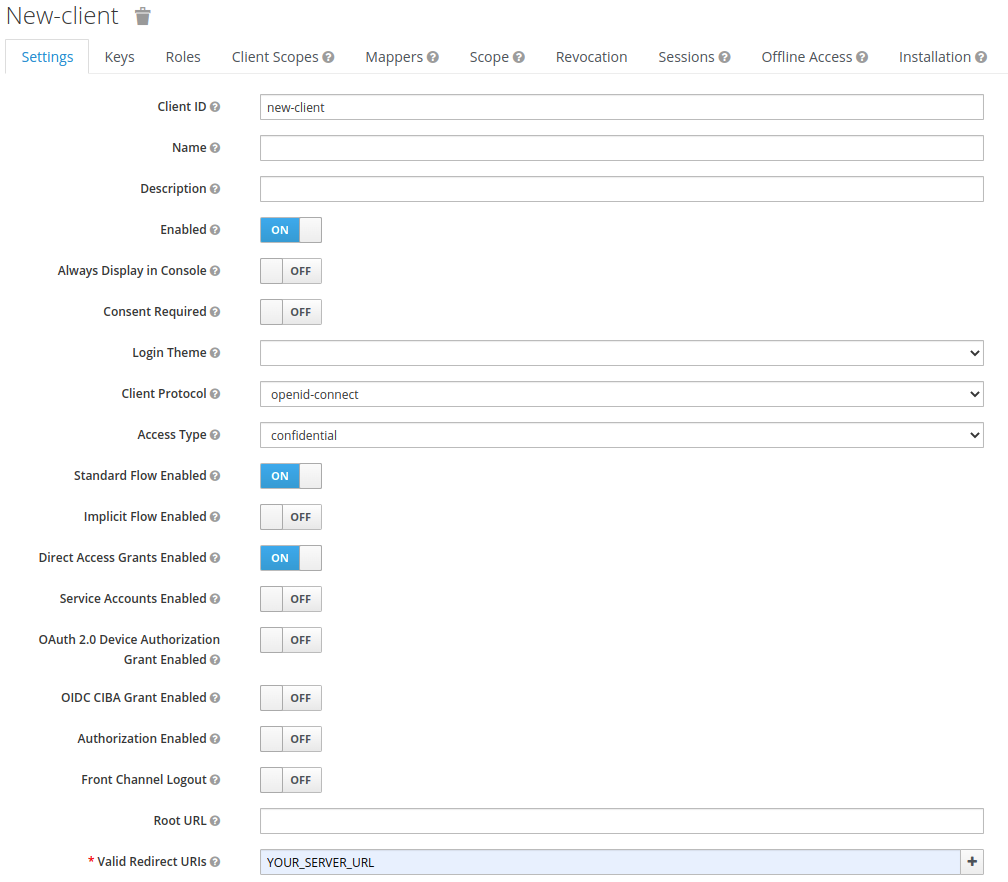 New-client
Settings Keys Roles Client Scopes Mappers Scope Revocation Sessions Offline Access Installation
Client ID new-client
Name
Description
Enabled ON
Always Display in Console OFF
Consent Required OFF
Login Theme
Client Protocol openid-connect
Access Type confidential
Standard Flow Enabled ON
Implicit Flow Enabled OFF
Direct Access Grants Enabled ON
Service Accounts Enabled OFF
OAuth 2.0 Device Authorization OFF
Grant Enabled
OIDC CIBA Grant Enabled OFF
Authorization Enabled OFF
Front Channel Logout OFF
Root URL
* Valid Redirect URIs YOUR_SERVER_URL +